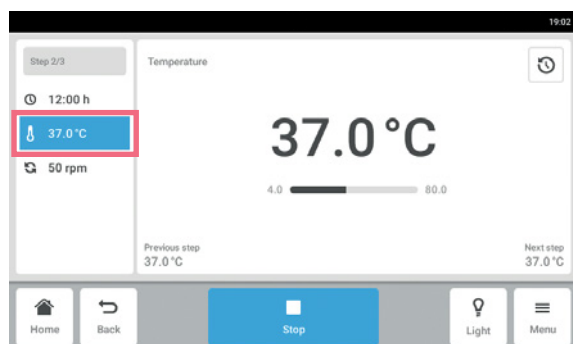 19:02
Step 2/3
12:00 h
37.0 °C
50 rpm
Temperature
37.0 °C
4.0 80.0
Previous step
37.0 °C
Next step
37.0 °C
Home
Back
Stop
Light
Menu